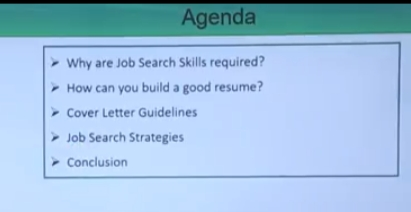 Agenda
Why are Job Search Skills required?
How can you build a good resume?
Cover Letter Guidelines
Job Search Strategies
Conclusion